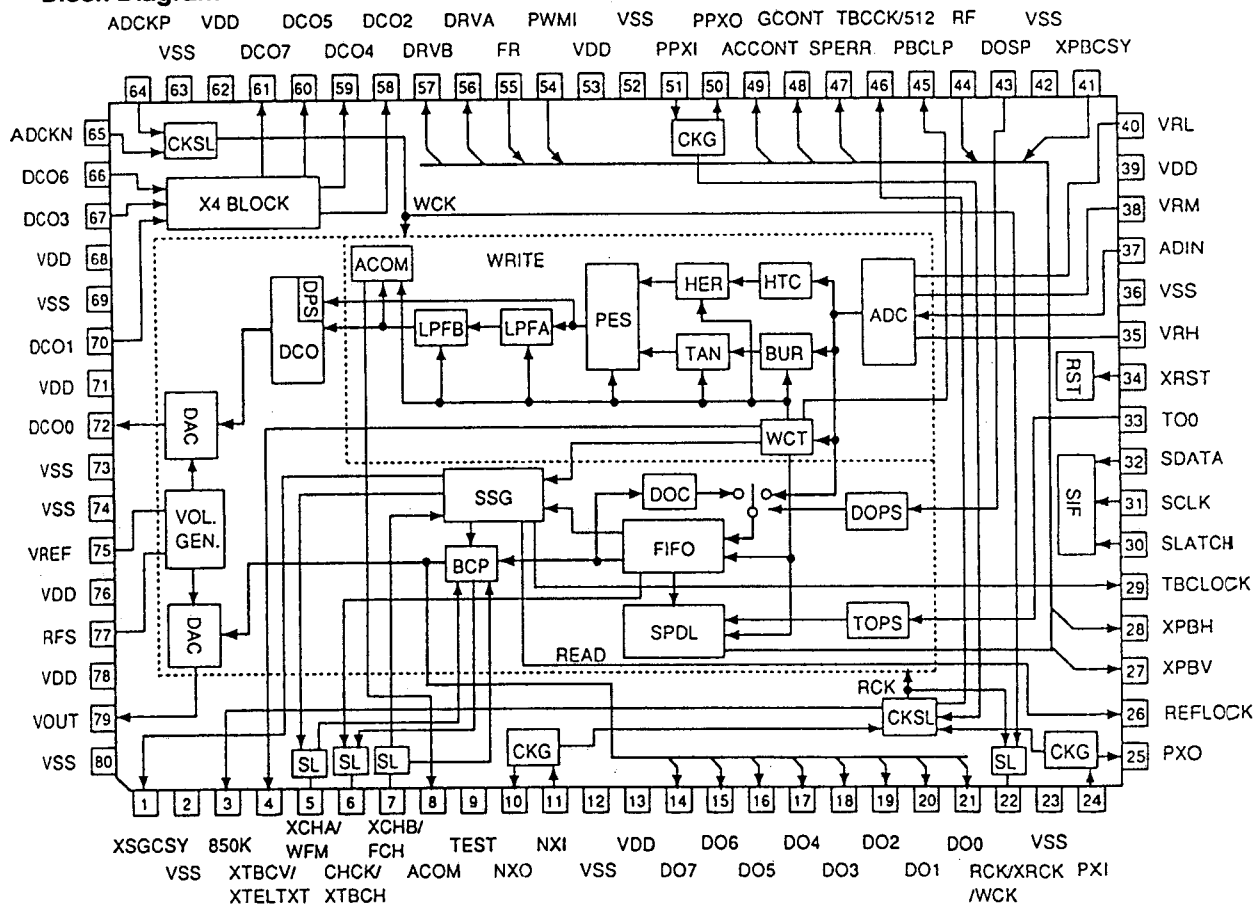 Block Diagram
ADCKP VDD DCO5 DCO2 DRVA PWMI VSS PPXO GCONT TBCCK/512 RF VSS
VSS DCO7 DCO4 DRVB FR VDD PPXI ACCONT SPERR PBCLP DOSP XPBCSY
64 63 62 61 60 59 58 57 56 55 54 53 52 51 50 49 48 47 46 45 44 43 42 41
ADCKN 65
DCO6 66
DCO3 67
VDD 68
VSS 69
DCO1 70
VDD 71
DCO0 72
VSS 73
VSS 74
VREF 75
VDD 76
RFS 77
VDD 78
VOUT 79
VSS 80
40 VRL
39 VDD
38 VRM
37 ADIN
36 VSS
35 VRH
34 XRST
33 TO0
32 SDATA
31 SCLK
30 SLATCH
29 TBCLOCK
28 XPBH
27 XPBV
26 REFLOCK
25 PXO
CKSL
CKG
X4 BLOCK
WCK
ACOM
WRITE
HER
HTC
DPS
DCO
LPFB
LPFA
PES
ADC
TAN
BUR
RST
DAC
WCT
SSG
DOC
DOPS
SIF
VOL.
GEN.
FIFO
BCP
DAC
SPDL
TOPS
READ
RCK
CKSL
CKG
SL
SL
SL
SL
CKG
1 2 3 4 5 6 7 8 9 10 11 12 13 14 15 16 17 18 19 20 21 22 23 24
XSGCSY 850K XCHA/
WFM XCHB/
FCH TEST NXI VDD DO6 DO4 DO2 DO0 VSS
VSS XTBCV/
XTELTXT CHCK/
XTBCH ACOM NXO VSS DO7 DO5 DO3 DO1 RCK/XRCK
/WCK PXI